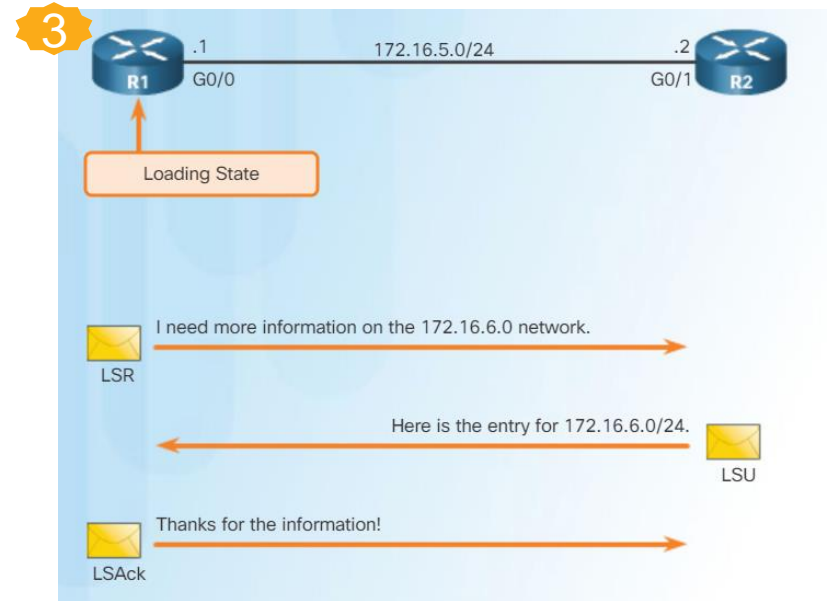 3
.1
172.16.5.0/24
.2
R1
G0/0
G0/1
R2
Loading State
I need more information on the 172.16.6.0 network.
LSR
Here is the entry for 172.16.6.0/24.
LSU
Thanks for the information!
LSAck